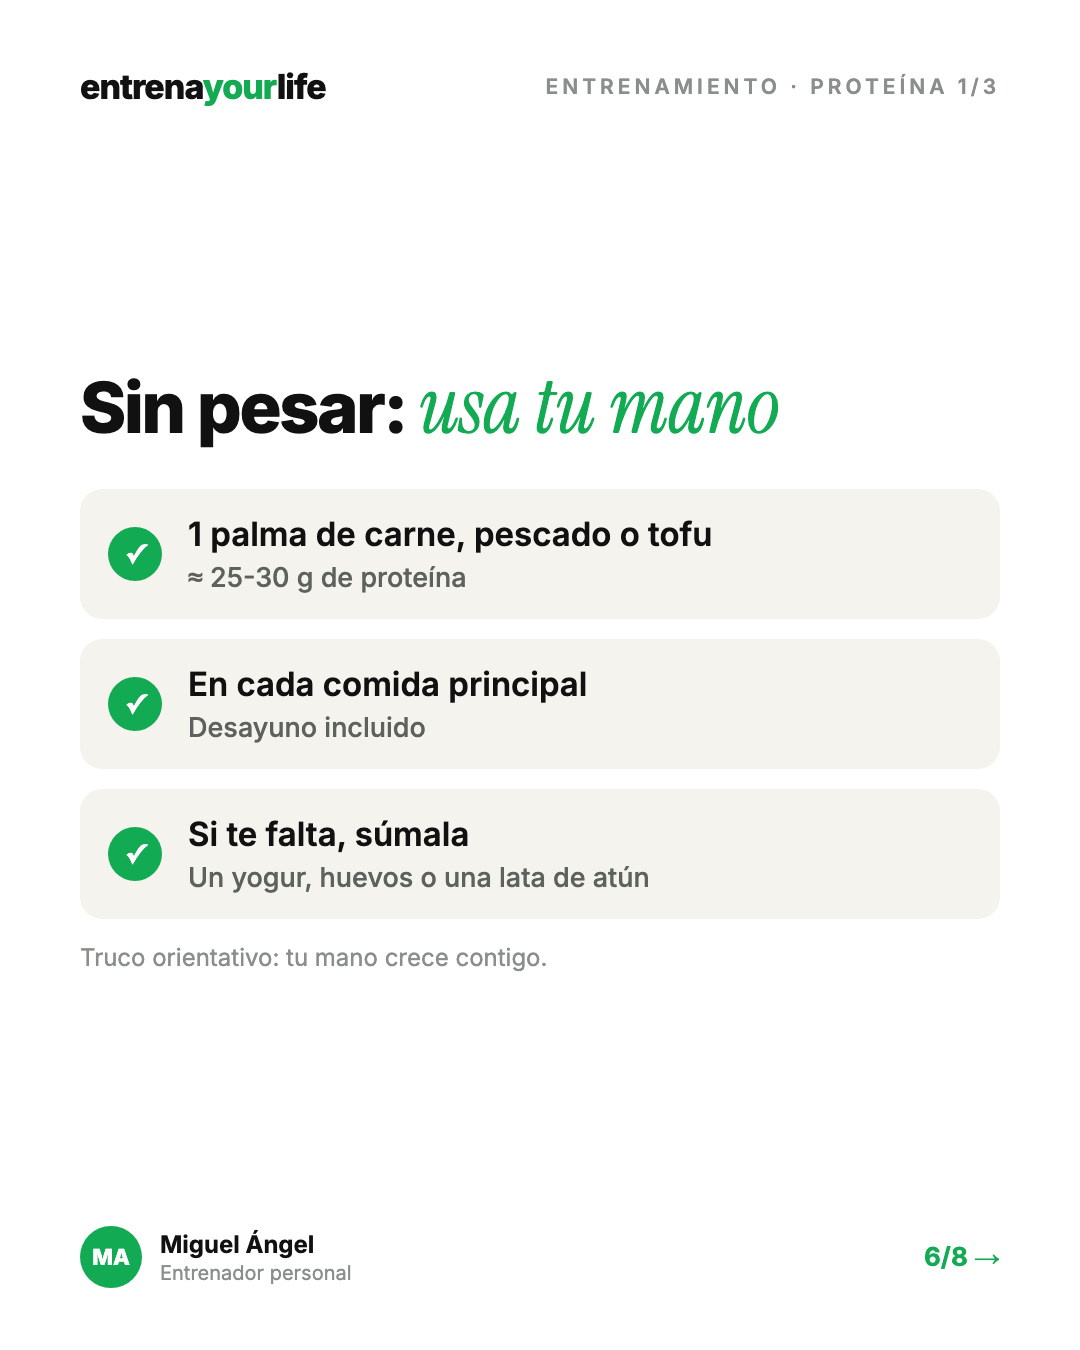 entrenayourlife
ENTRENAMIENTO · PROTEÍNA 1/3
Sin pesar: usa tu mano
✓
1 palma de carne, pescado o tofu
≈ 25-30 g de proteína
✓
En cada comida principal
Desayuno incluido
✓
Si te falta, súmala
Un yogur, huevos o una lata de atún
Truco orientativo: tu mano crece contigo.
MA
Miguel Ángel
Entrenador personal
6/8 →